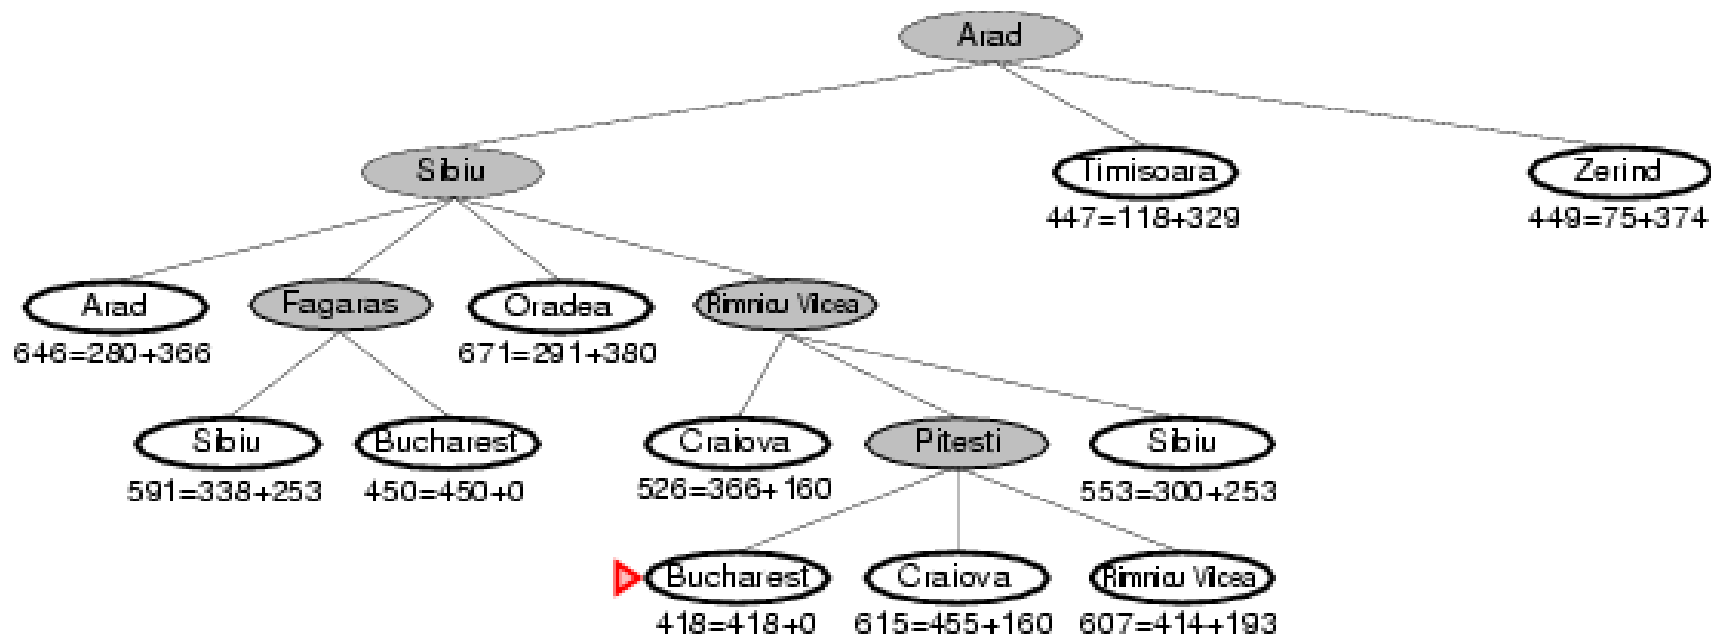 Arad
Sibiu
Timisoara
Zerind
447=118+329
449=75+374
Arad
Fagaras
Oradea
Rimnicu Vilcea
646=280+366
671=291+380
Sibiu
Bucharest
Craiova
Pitesti
Sibiu
591=338+253
450=450+0
526=366+160
553=300+253
Bucharest
Craiova
Rimnicu Vilcea
418=418+0
615=455+160
607=414+193